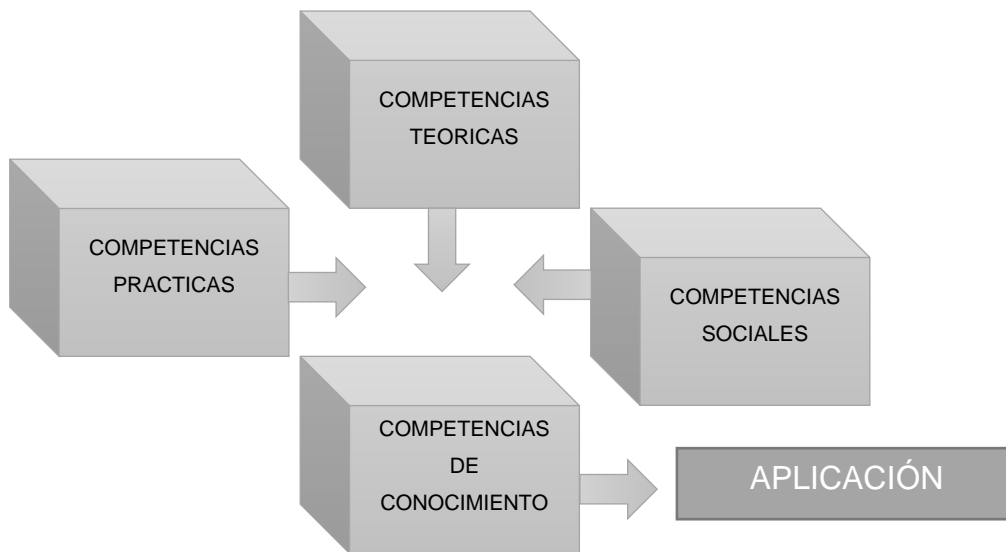 COMPETENCIAS
TEORICAS
COMPETENCIAS
PRACTICAS
COMPETENCIAS
SOCIALES
COMPETENCIAS
DE
CONOCIMIENTO
APLICACIÓN